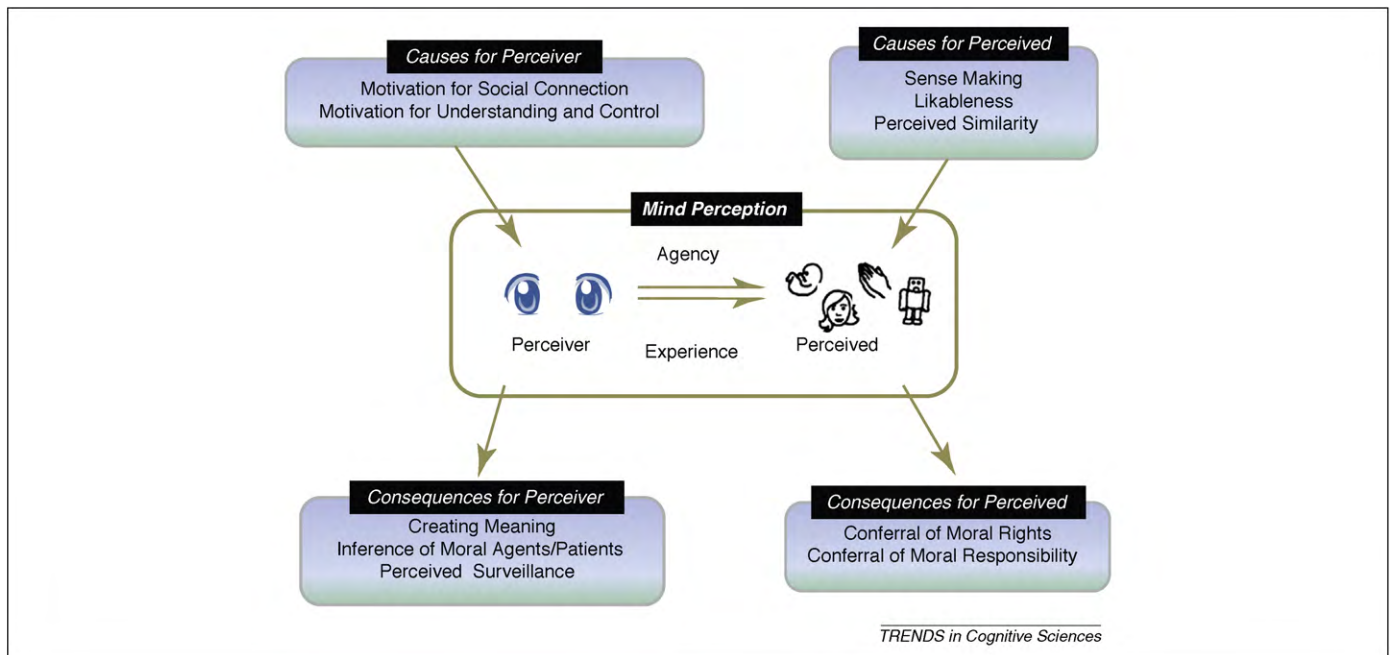 Causes for Perceiver
Motivation for Social Connection
Motivation for Understanding and Control
Causes for Perceived
Sense Making
Likableness
Perceived Similarity
Mind Perception
Agency
Perceiver
Experience
Perceived
Consequences for Perceiver
Creating Meaning
Inference of Moral Agents/Patients
Perceived Surveillance
Consequences for Perceived
Conferral of Moral Rights
Conferral of Moral Responsibility
TRENDS in Cognitive Sciences